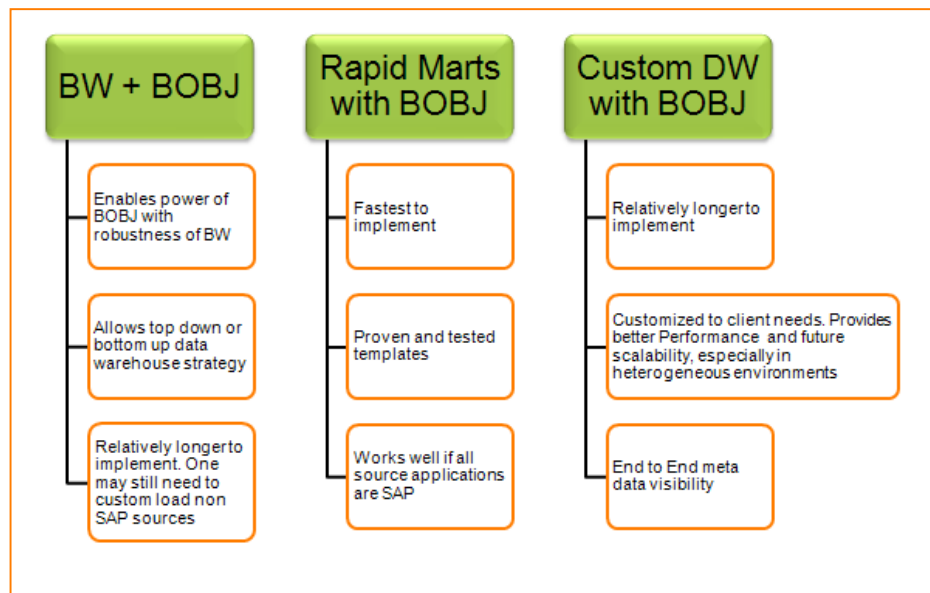 BW + BOBJ
Enables power of
BOBJ with
robustness of BW
Allows top down or
bottom up data
warehouse strategy
Relatively longer to
implement. One
may still need to
custom load non
SAP sources
Rapid Marts
with BOBJ
Fastest to
implement
Proven and tested
templates
Works well if all
source applications
are SAP
Custom DW
with BOBJ
Relatively longer to
implement
Customized to client needs. Provides
better Performance and future
scalability, especially in
heterogeneous environments
End to End meta
data visibility